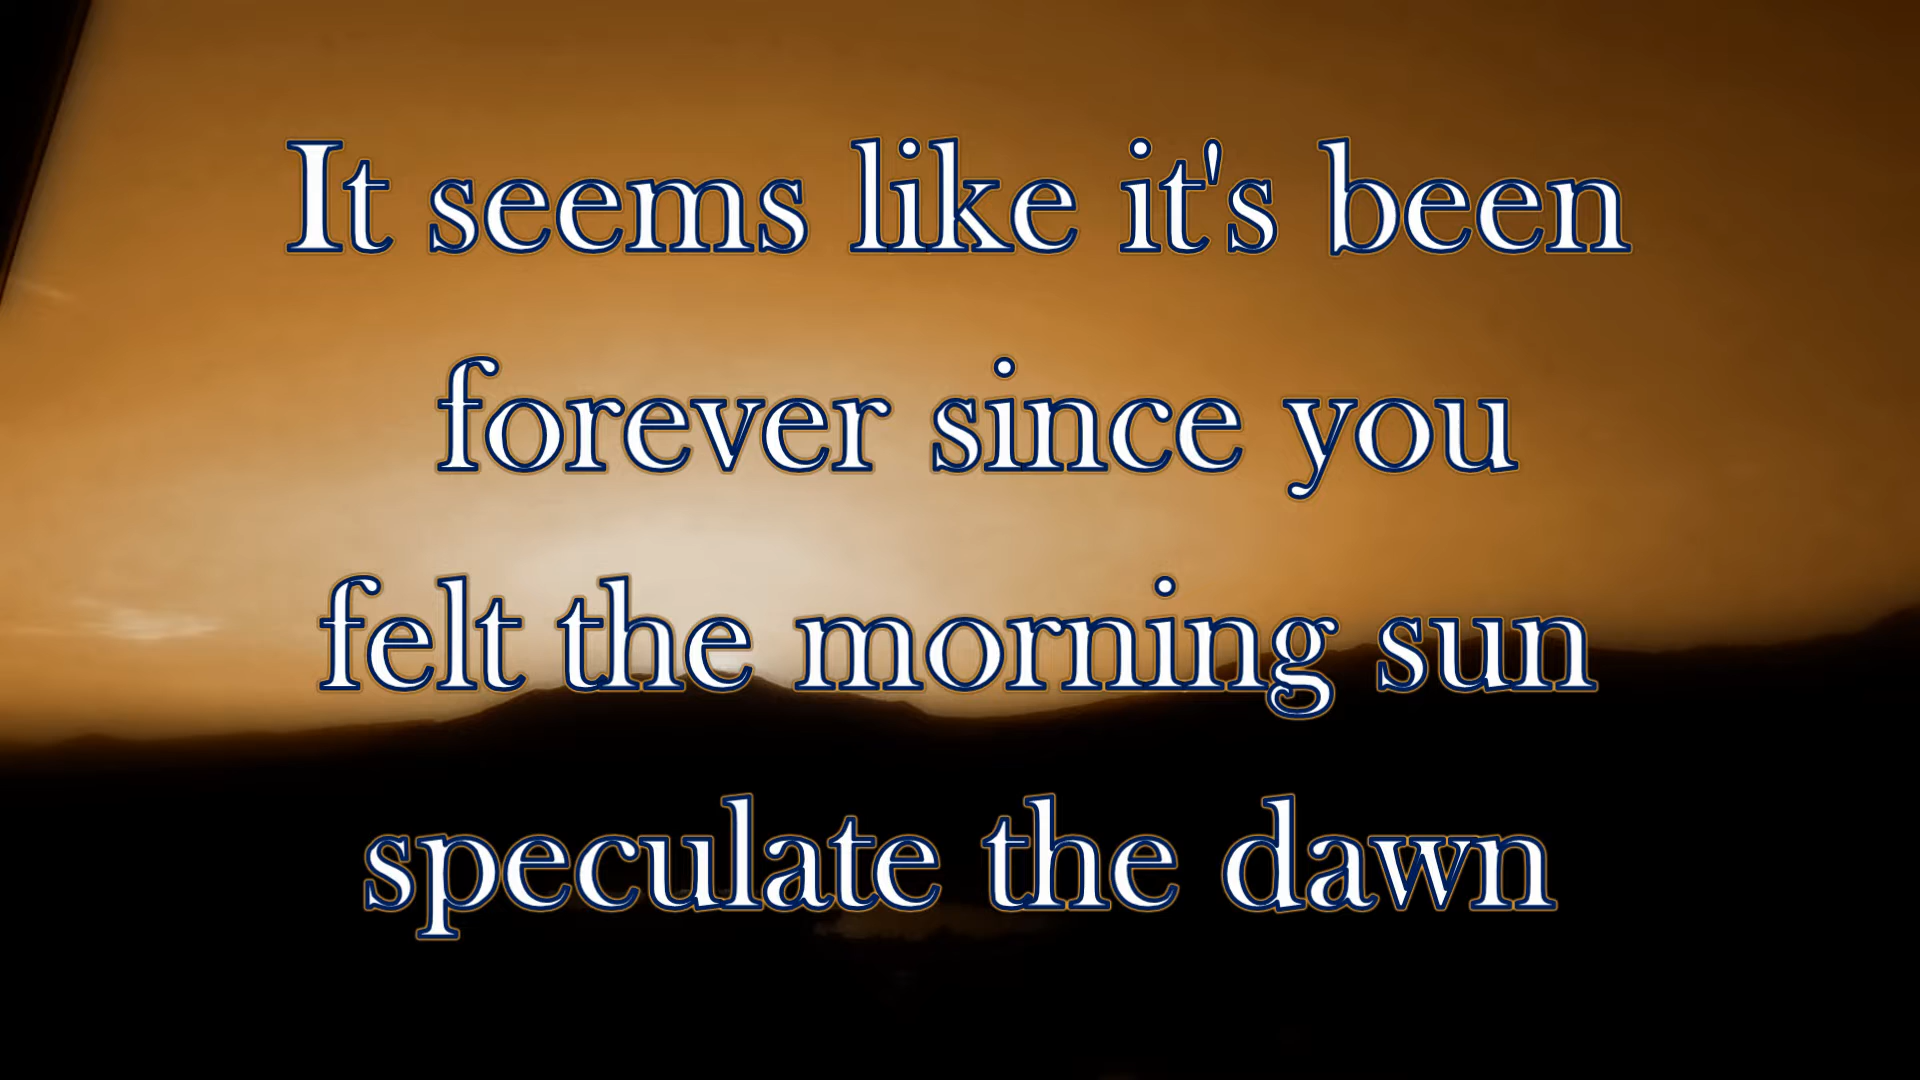 It seems like it's been
forever since you
felt the morning sun
speculate the dawn